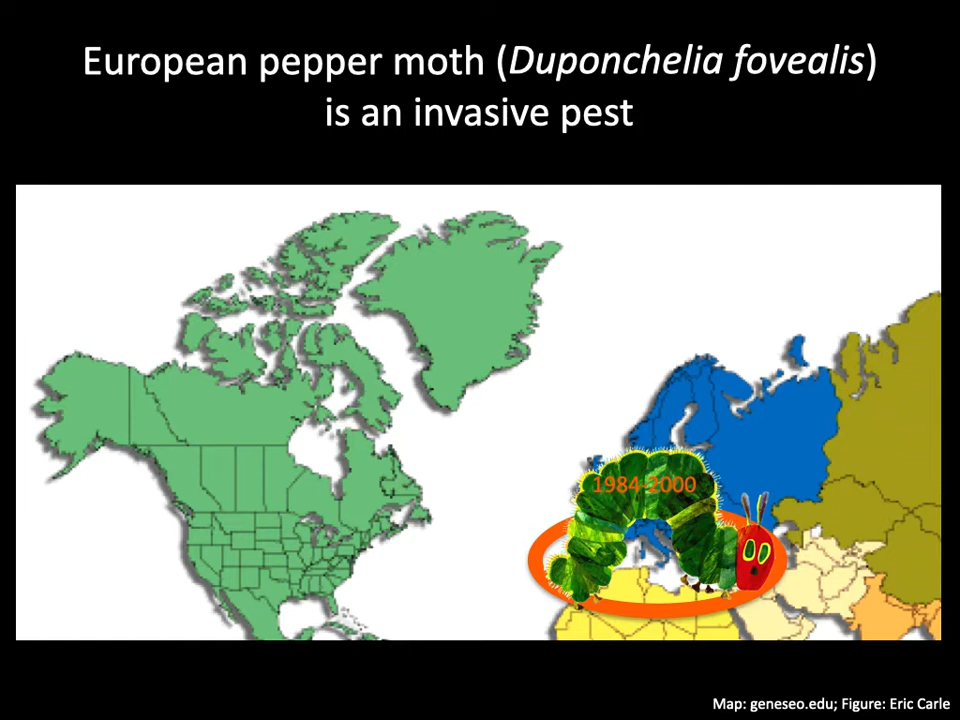 European pepper moth (Duponchelia fovealis)
is an invasive pest
1984-2000
Map: geneseo.edu; Figure: Eric Carle